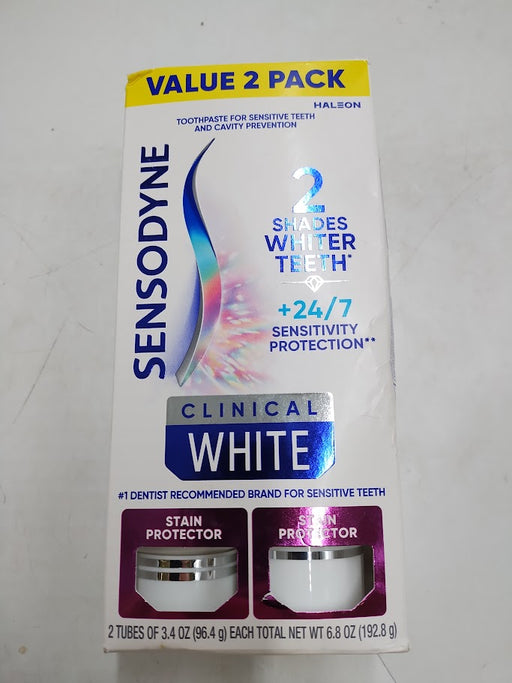 VALUE 2 PACK
HALEON
TOOTHPASTE FOR SENSITIVE TEETH
AND CAVITY PREVENTION
SENSODYNE
2
SHADES
WHITER
TEETH*
+24/7
SENSITIVITY
PROTECTION**
CLINICAL
WHITE
#1 DENTIST RECOMMENDED BRAND FOR SENSITIVE TEETH
STAIN
PROTECTOR
STAIN
PROTECTOR
2 TUBES OF 3.4 OZ (96.4 g) EACH TOTAL NET WT 6.8 OZ (192.8 g)